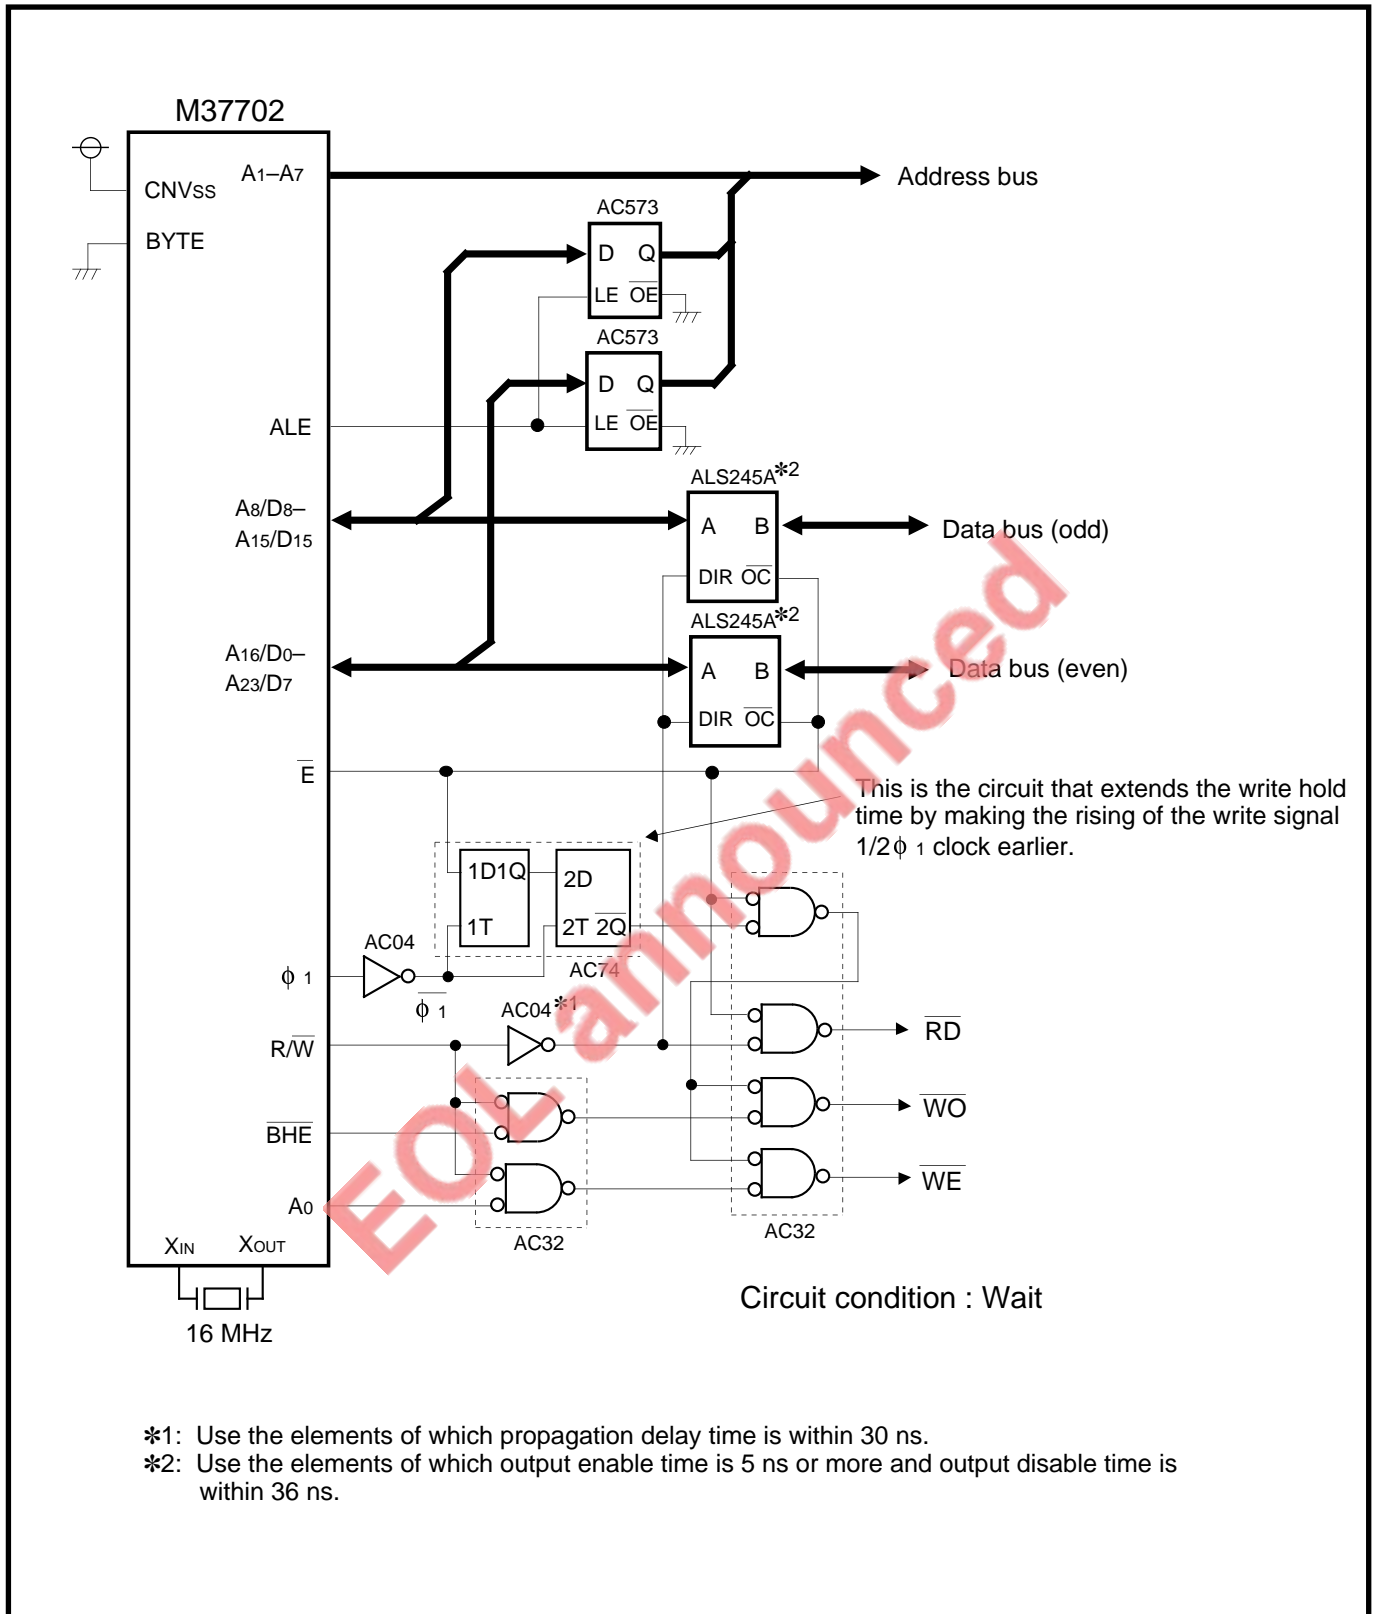 M37702
CNVSS
A1–A7
Address bus
BYTE
AC573
D Q
LE OE
AC573
D Q
LE OE
ALE
ALS245A✽2
A8/D8–
A15/D15
A B
Data bus (odd)
DIR OC
ALS245A✽2
A16/D0–
A23/D7
A B
Data bus (even)
DIR OC
E
This is the circuit that extends the write hold
time by making the rising of the write signal
1/2ϕ 1 clock earlier.
1D1Q
2D
1T
2T 2Q
AC04
AC74
ϕ 1
ϕ 1
AC04✽1
R/W
RD
BHE
WO
WE
A0
AC32
AC32
XIN XOUT
16 MHz
Circuit condition : Wait
EOL announced
✽1: Use the elements of which propagation delay time is within 30 ns.
✽2: Use the elements of which output enable time is 5 ns or more and output disable time is
within 36 ns.